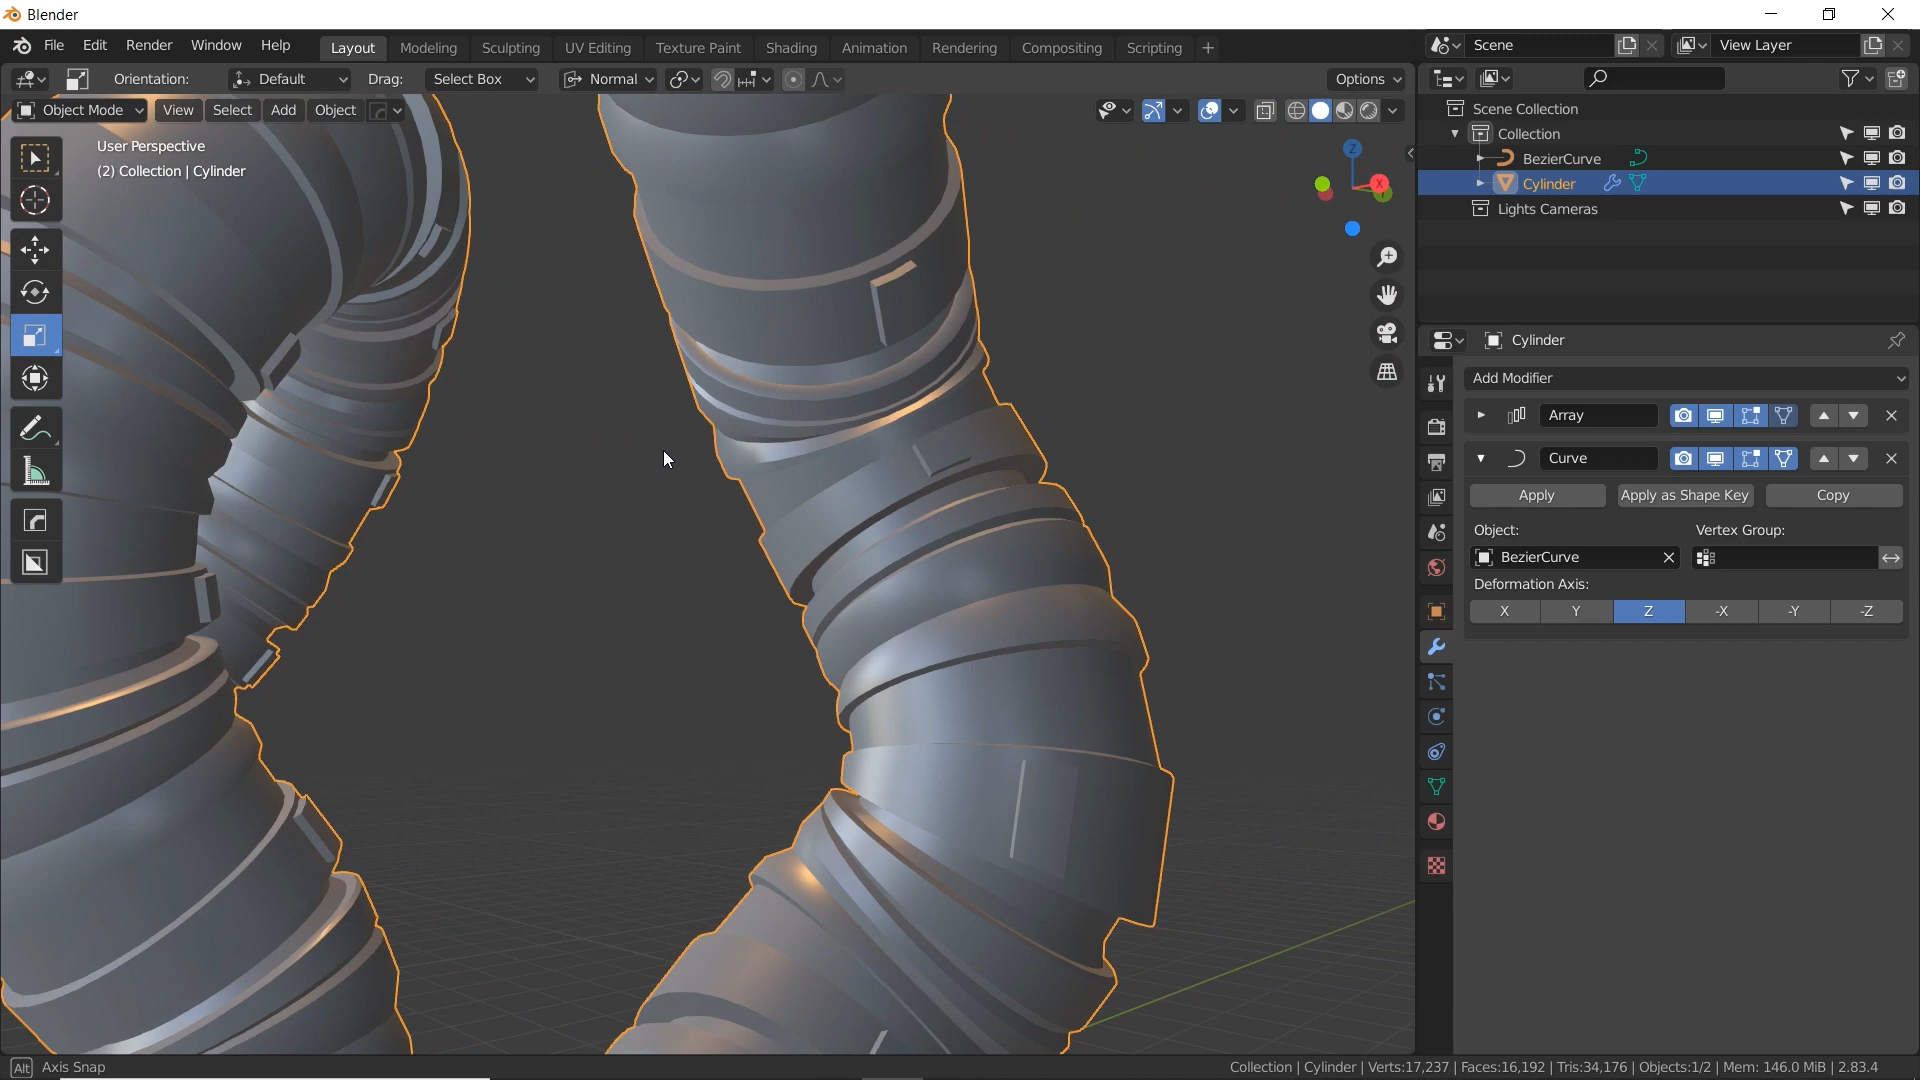 Blender
File Edit Render Window Help Layout Modeling Sculpting UV Editing Texture Paint Shading Animation Rendering Compositing Scripting + Scene View Layer
Orientation: Default Drag: Select Box Normal Options
Object Mode View Select Add Object
User Perspective
(2) Collection | Cylinder
Z
X
Scene Collection
Collection
BezierCurve
Cylinder
Lights Cameras
Cylinder
Add Modifier
Array
Curve
Apply Apply as Shape Key Copy
Object: Vertex Group:
BezierCurve
Deformation Axis:
X Y Z -X -Y -Z
Alt Axis Snap
Collection | Cylinder | Verts:17,237 | Faces:16,192 | Tris:34,176 | Objects:1/2 | Mem: 146.0 MiB | 2.83.4